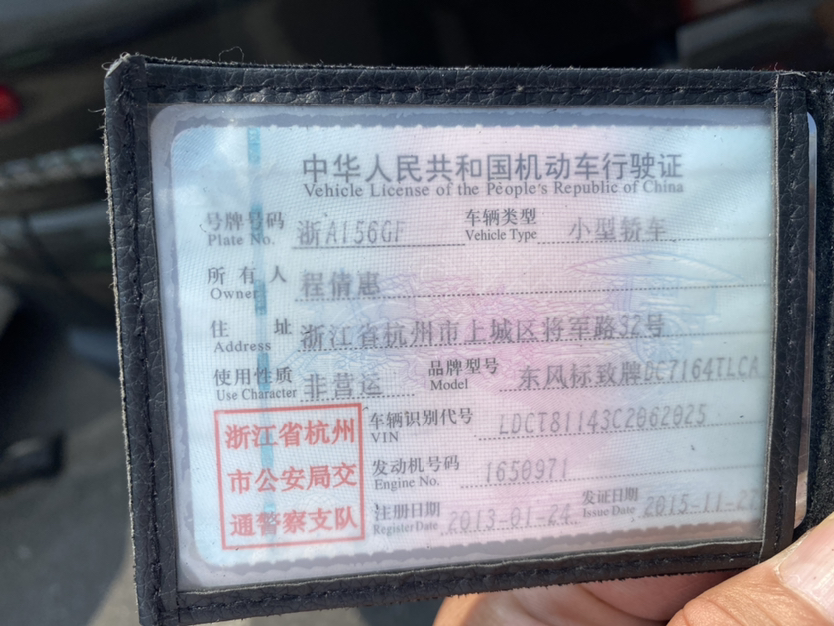 中华人民共和国机动车行驶证
Vehicle License of the People's Republic of China
号牌号码 浙A156GF 车辆类型 小型轿车
Plate No. Vehicle Type
所有人 程倩惠
Owner
住址 浙江省杭州市上城区将军路32号
Address
使用性质 非营运 品牌型号 东风标致牌DC7164TLCA
Use Character Model
浙江省杭州
市公安局交
通警察支队
车辆识别代号 LDCT81143C2062025
VIN
发动机号码 1650971
Engine No.
注册日期 2013-01-24 发证日期 2015-11-27
Register Date Issue Date